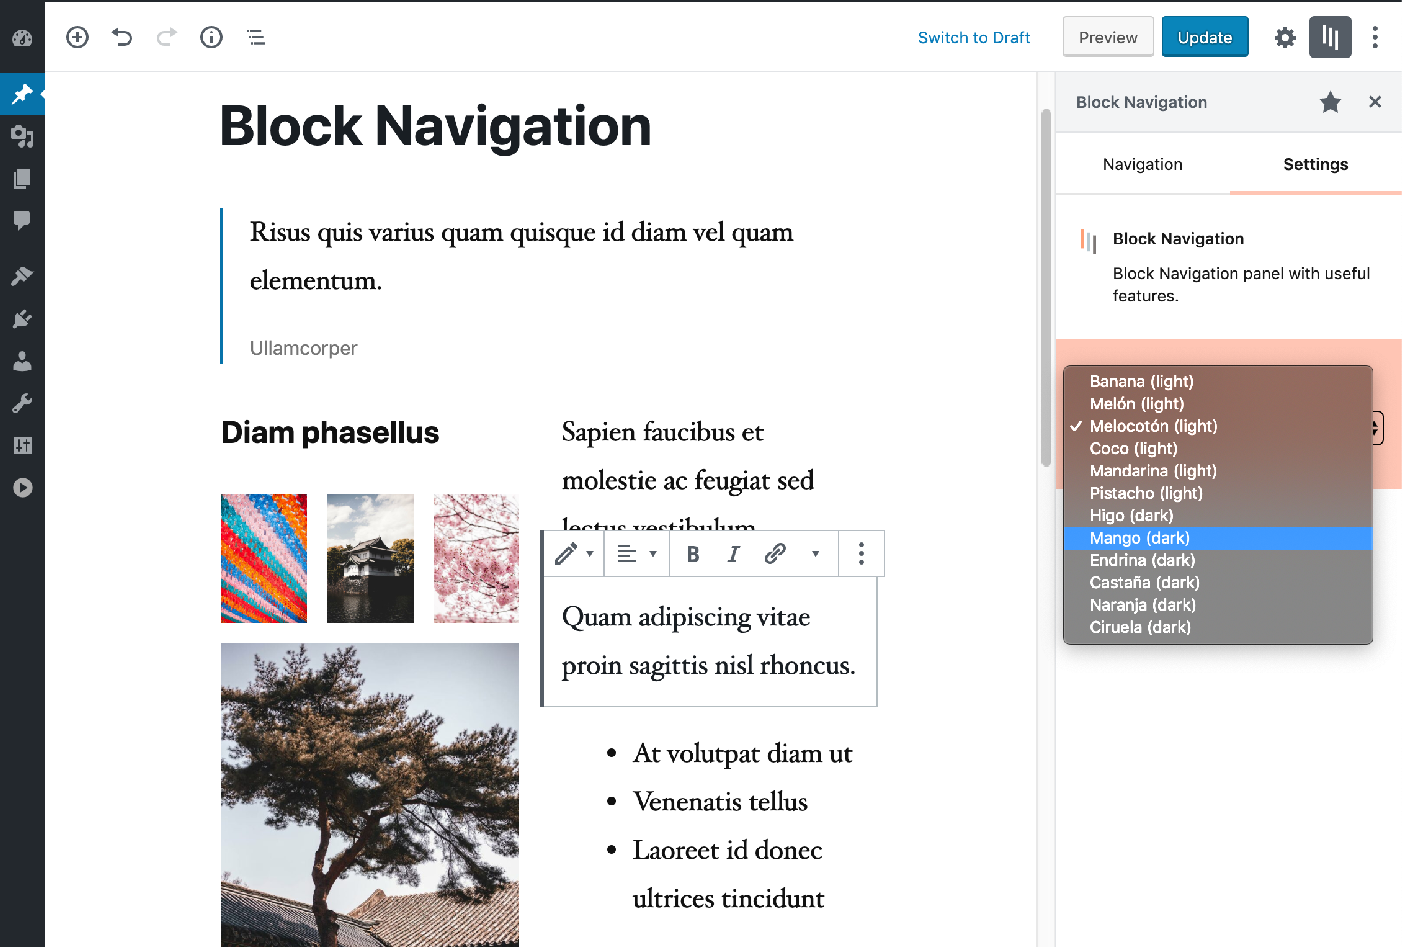 Switch to Draft
Preview
Update
Block Navigation
Risus quis varius quam quisque id diam vel quam
elementum.
Ullamcorper
Diam phasellus
Sapien faucibus et
molestie ac feugiat sed
lectus vestibulum
B I
Quam adipiscing vitae
proin sagittis nisl rhoncus.
• At volutpat diam ut
• Venenatis tellus
• Laoreet id donec
ultrices tincidunt
Block Navigation
Navigation
Settings
Block Navigation
Block Navigation panel with useful
features.
Banana (light)
Melón (light)
✓ Melocotón (light)
Coco (light)
Mandarina (light)
Pistacho (light)
Higo (dark)
Mango (dark)
Endrina (dark)
Castaña (dark)
Naranja (dark)
Ciruela (dark)